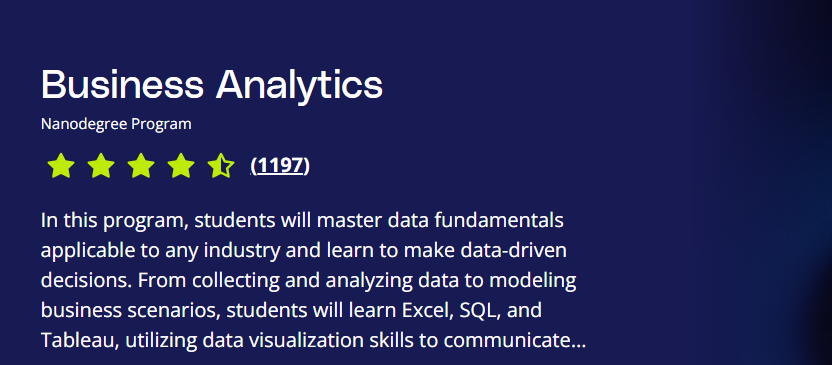 Business Analytics
Nanodegree Program
(1197)
In this program, students will master data fundamentals
applicable to any industry and learn to make data-driven
decisions. From collecting and analyzing data to modeling
business scenarios, students will learn Excel, SQL, and
Tableau, utilizing data visualization skills to communicate...